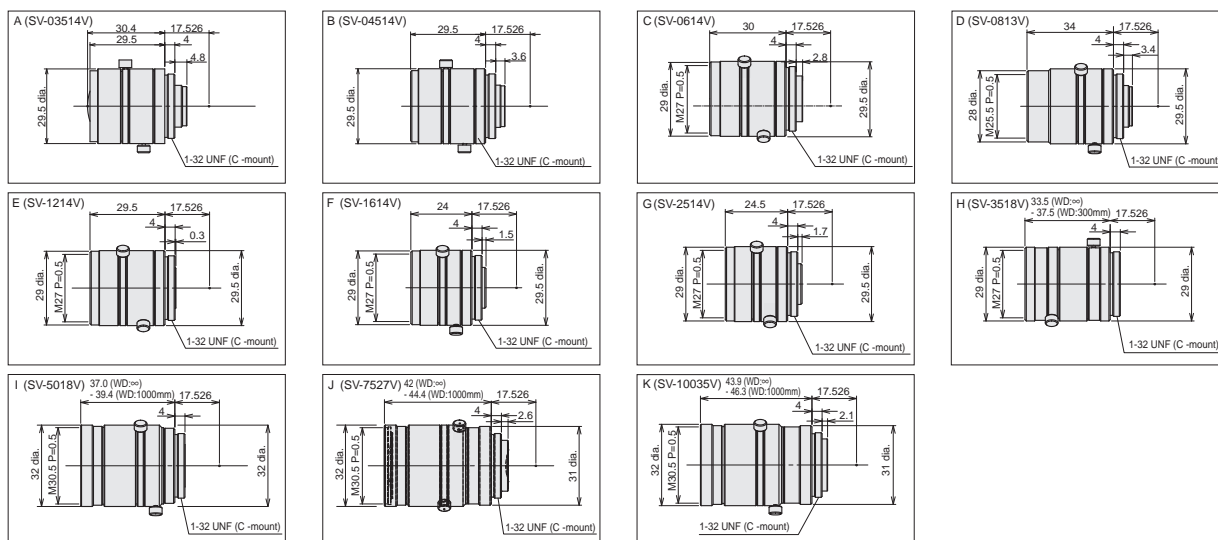 A (SV-03514V)
30.4
17.526
29.5
4
4.8
29.5 dia.
1-32 UNF (C -mount)
B (SV-04514V)
29.5
17.526
4
3.6
29.5 dia.
1-32 UNF (C -mount)
C (SV-0614V)
30
17.526
4
2.8
29 dia.
M27 P=0.5
29.5 dia.
1-32 UNF (C -mount)
D (SV-0813V)
34
17.526
4
3.4
28 dia.
M25.5 P=0.5
29.5 dia.
1-32 UNF (C -mount)
E (SV-1214V)
29.5
17.526
4
0.3
29 dia.
M27 P=0.5
29.5 dia.
1-32 UNF (C -mount)
F (SV-1614V)
24
17.526
4
1.5
29 dia.
M27 P=0.5
29.5 dia.
1-32 UNF (C -mount)
G (SV-2514V)
24.5
17.526
4
1.7
29 dia.
M27 P=0.5
29.5 dia.
1-32 UNF (C -mount)
H (SV-3518V) 33.5 (WD:∞)
- 37.5 (WD:300mm)
17.526
4
29 dia.
M27 P=0.5
29 dia.
1-32 UNF (C -mount)
I (SV-5018V) 37.0 (WD:∞)
- 39.4 (WD:1000mm)
17.526
4
32 dia.
M30.5 P=0.5
32 dia.
1-32 UNF (C -mount)
J (SV-7527V) 42 (WD:∞)
- 44.4 (WD:1000mm)
17.526
4
2.6
32 dia.
M30.5 P=0.5
31 dia.
1-32 UNF (C -mount)
K (SV-10035V) 43.9 (WD:∞)
- 46.3 (WD:1000mm)
17.526
4
2.1
32 dia.
M30.5 P=0.5
31 dia.
1-32 UNF (C -mount)